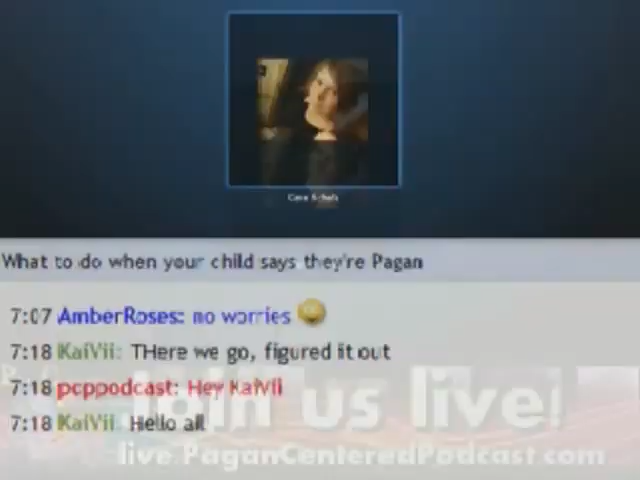 What to do when your child says they're Pagan
7:07 AmberRoses: no worries
7:18 KaiVii: THere we go, figured it out
7:18 pcppodcast: Hey KaiVii
7:18 KaiVii: Hello all
join us live!
live.PaganCenteredPodcast.com